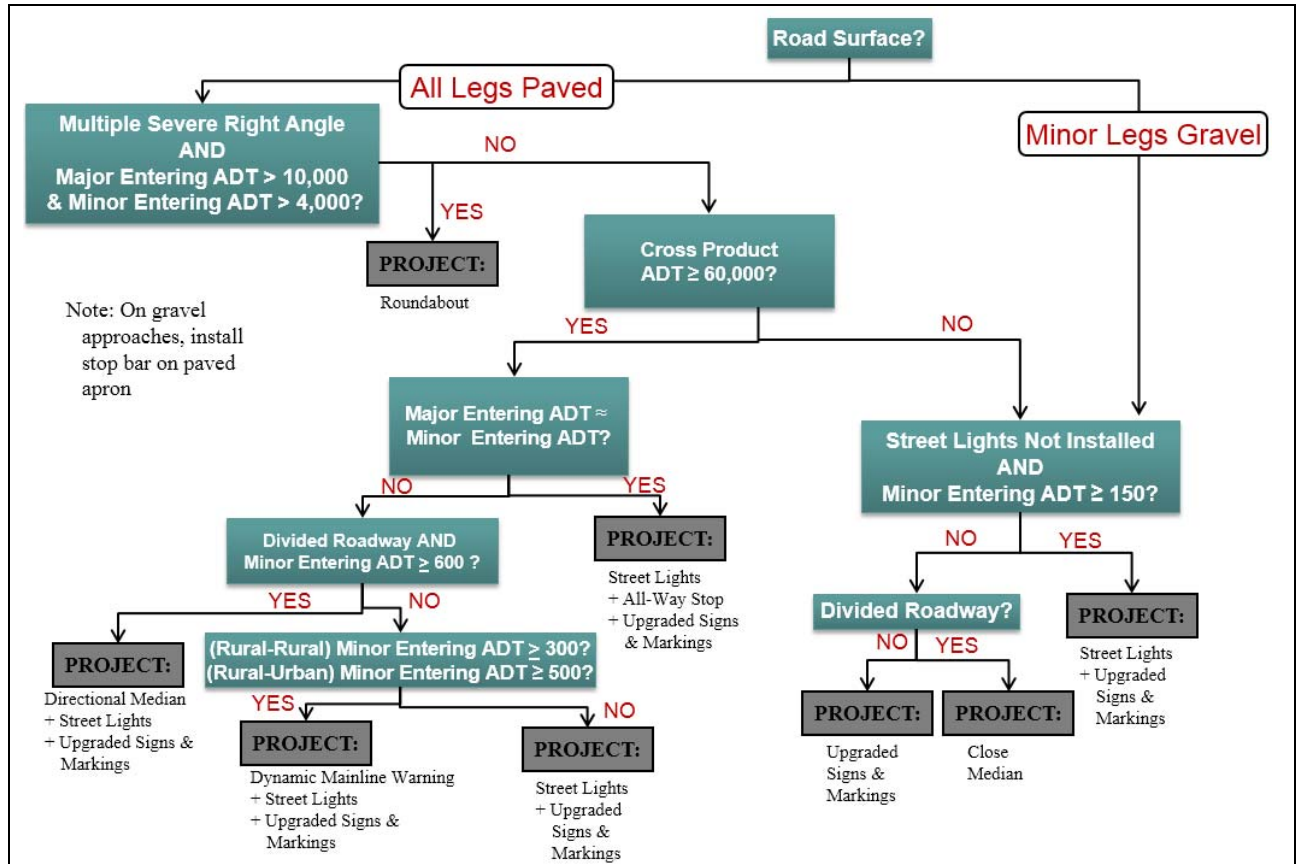 Road Surface?
All Legs Paved
Minor Legs Gravel
Multiple Severe Right Angle
AND
Major Entering ADT > 10,000
& Minor Entering ADT > 4,000?
NO
YES
PROJECT:
Roundabout
Cross Product
ADT ≥ 60,000?
Note: On gravel
approaches, install
stop bar on paved
apron
YES
NO
Major Entering ADT ≈
Minor Entering ADT?
Street Lights Not Installed
AND
Minor Entering ADT ≥ 150?
NO
YES
Divided Roadway AND
Minor Entering ADT ≥ 600 ?
PROJECT:
Street Lights
+ All-Way Stop
+ Upgraded Signs
& Markings
NO
YES
Divided Roadway?
PROJECT:
Street Lights
+ Upgraded
Signs &
Markings
YES
NO
(Rural-Rural) Minor Entering ADT ≥ 300?
(Rural-Urban) Minor Entering ADT ≥ 500?
PROJECT:
Directional Median
+ Street Lights
+ Upgraded Signs &
Markings
NO
YES
PROJECT:
Upgraded
Signs &
Markings
PROJECT:
Close
Median
YES
NO
PROJECT:
Dynamic Mainline Warning
+ Street Lights
+ Upgraded Signs &
Markings
PROJECT:
Street Lights
+ Upgraded
Signs &
Markings